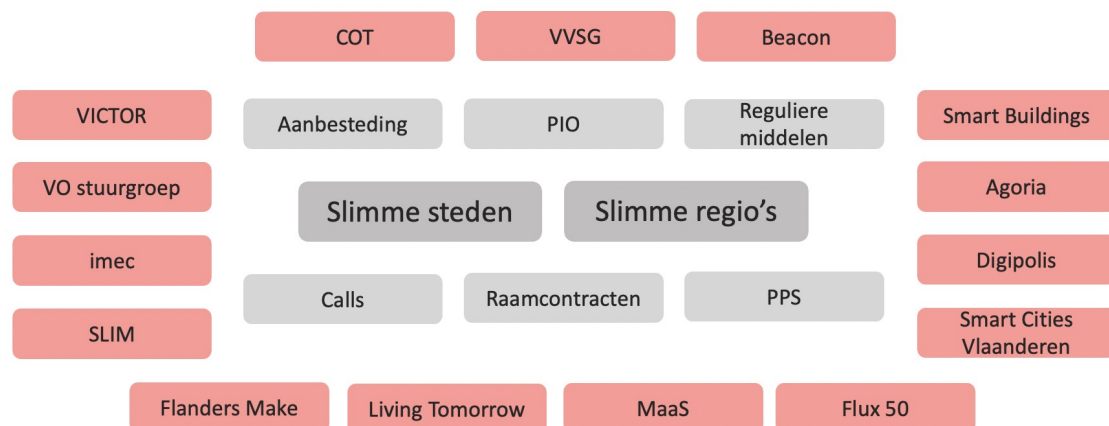 COT
VVSG
Beacon
VICTOR
Aanbesteding
PIO
Reguliere
middelen
Smart Buildings
VO stuurgroep
Slimme steden
Slimme regio's
Agoria
imec
Digipolis
Calls
Raamcontracten
PPS
SLIM
Smart Cities
Vlaanderen
Flanders Make
Living Tomorrow
MaaS
Flux 50